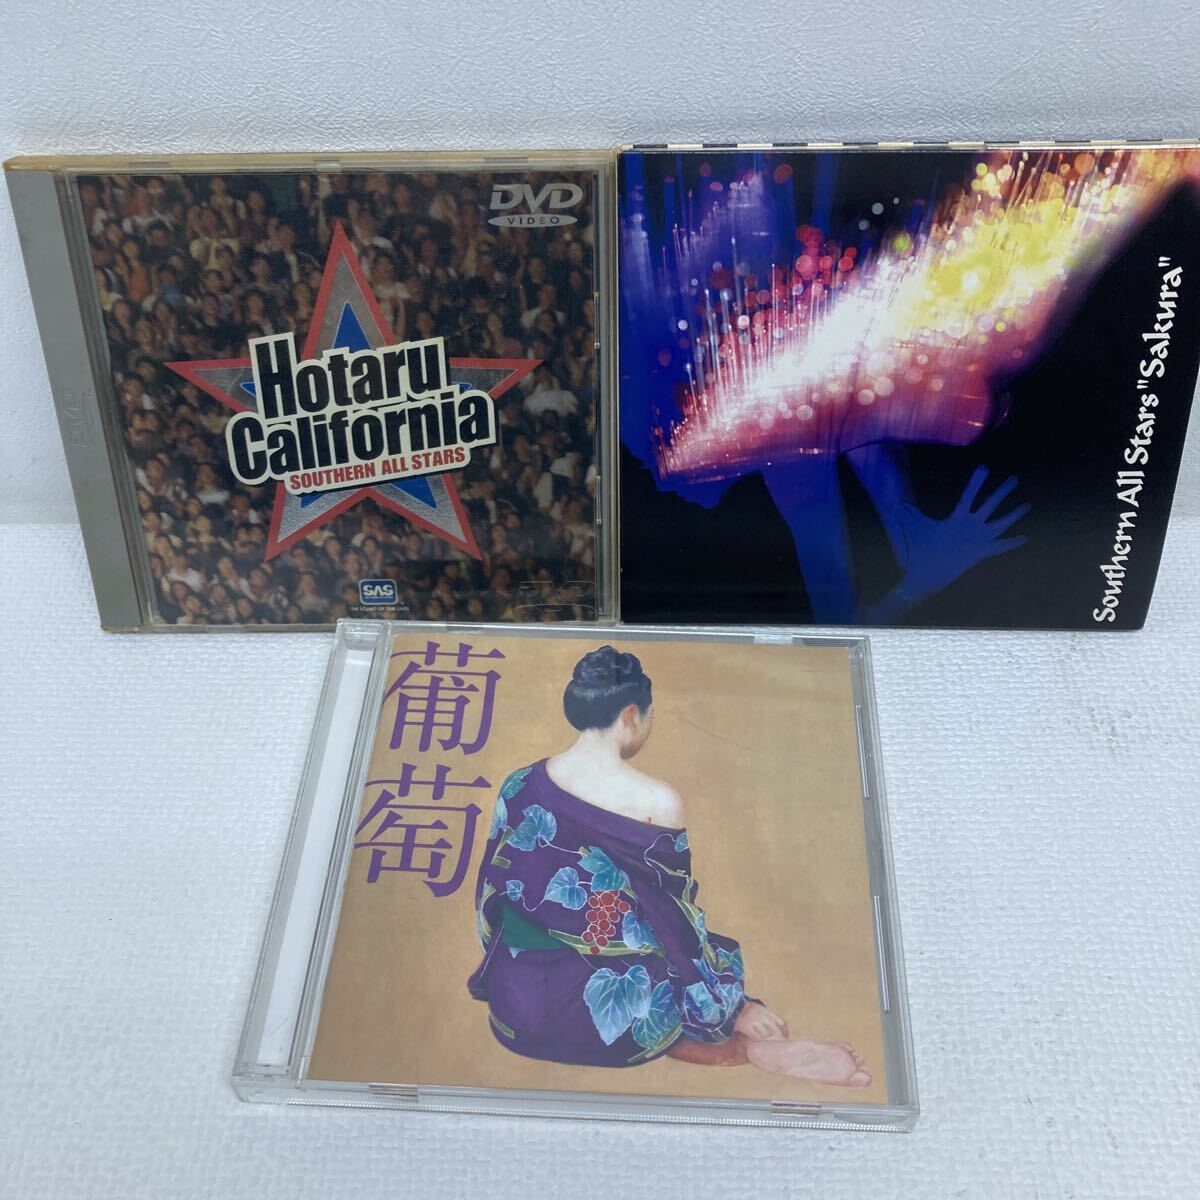 DVD
VIDEO
Hotaru
California
SOUTHERN ALL STARS
SAS
THE SOUND OF OUR LIVES
DVD
Southern All Stars "Sakura"
葡萄